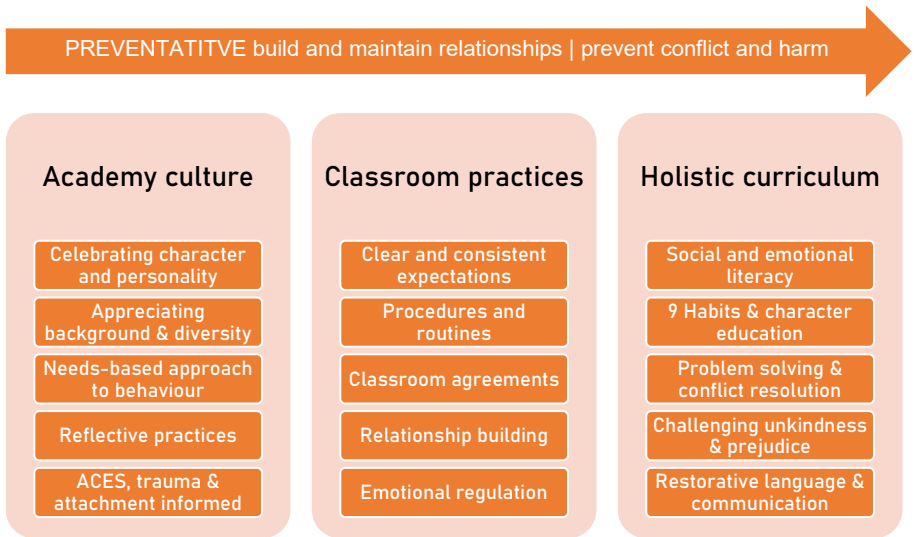 PREVENTATITVE build and maintain relationships | prevent conflict and harm
Academy culture
Celebrating character
and personality
Appreciating
background & diversity
Needs-based approach
to behaviour
Reflective practices
ACES, trauma &
attachment informed
Classroom practices
Clear and consistent
expectations
Procedures and
routines
Classroom agreements
Relationship building
Emotional regulation
Holistic curriculum
Social and emotional
literacy
9 Habits & character
education
Problem solving &
conflict resolution
Challenging unkindness
& prejudice
Restorative language &
communication